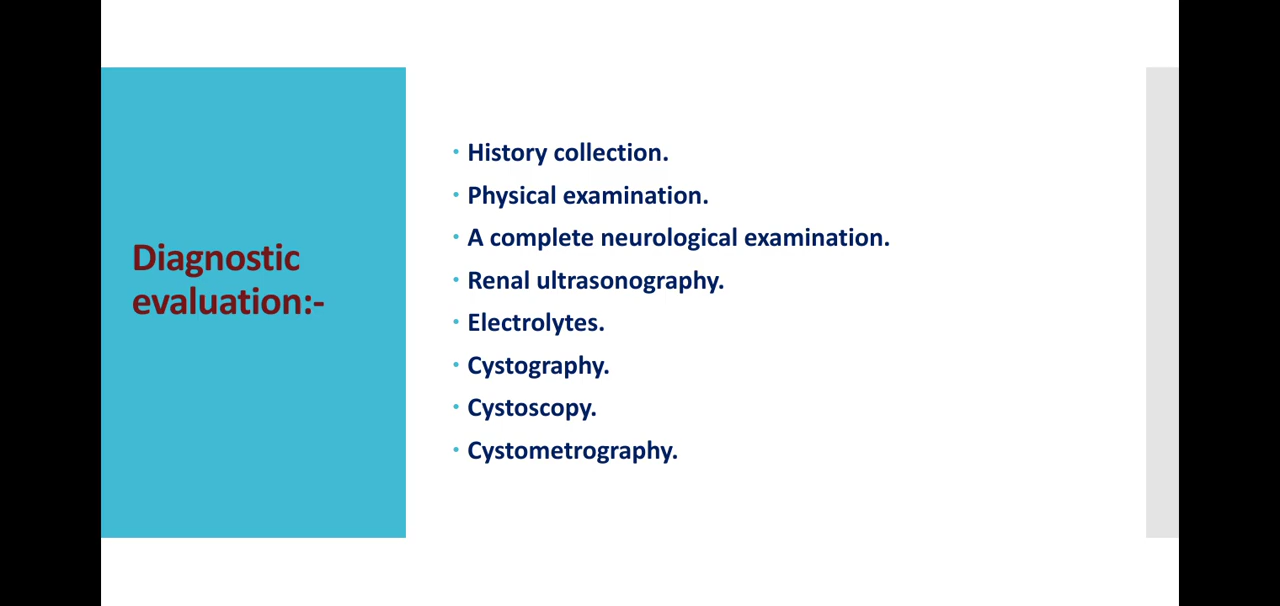 Diagnostic
evaluation:-
• History collection.
• Physical examination.
• A complete neurological examination.
• Renal ultrasonography.
• Electrolytes.
• Cystography.
• Cystoscopy.
• Cystometrography.